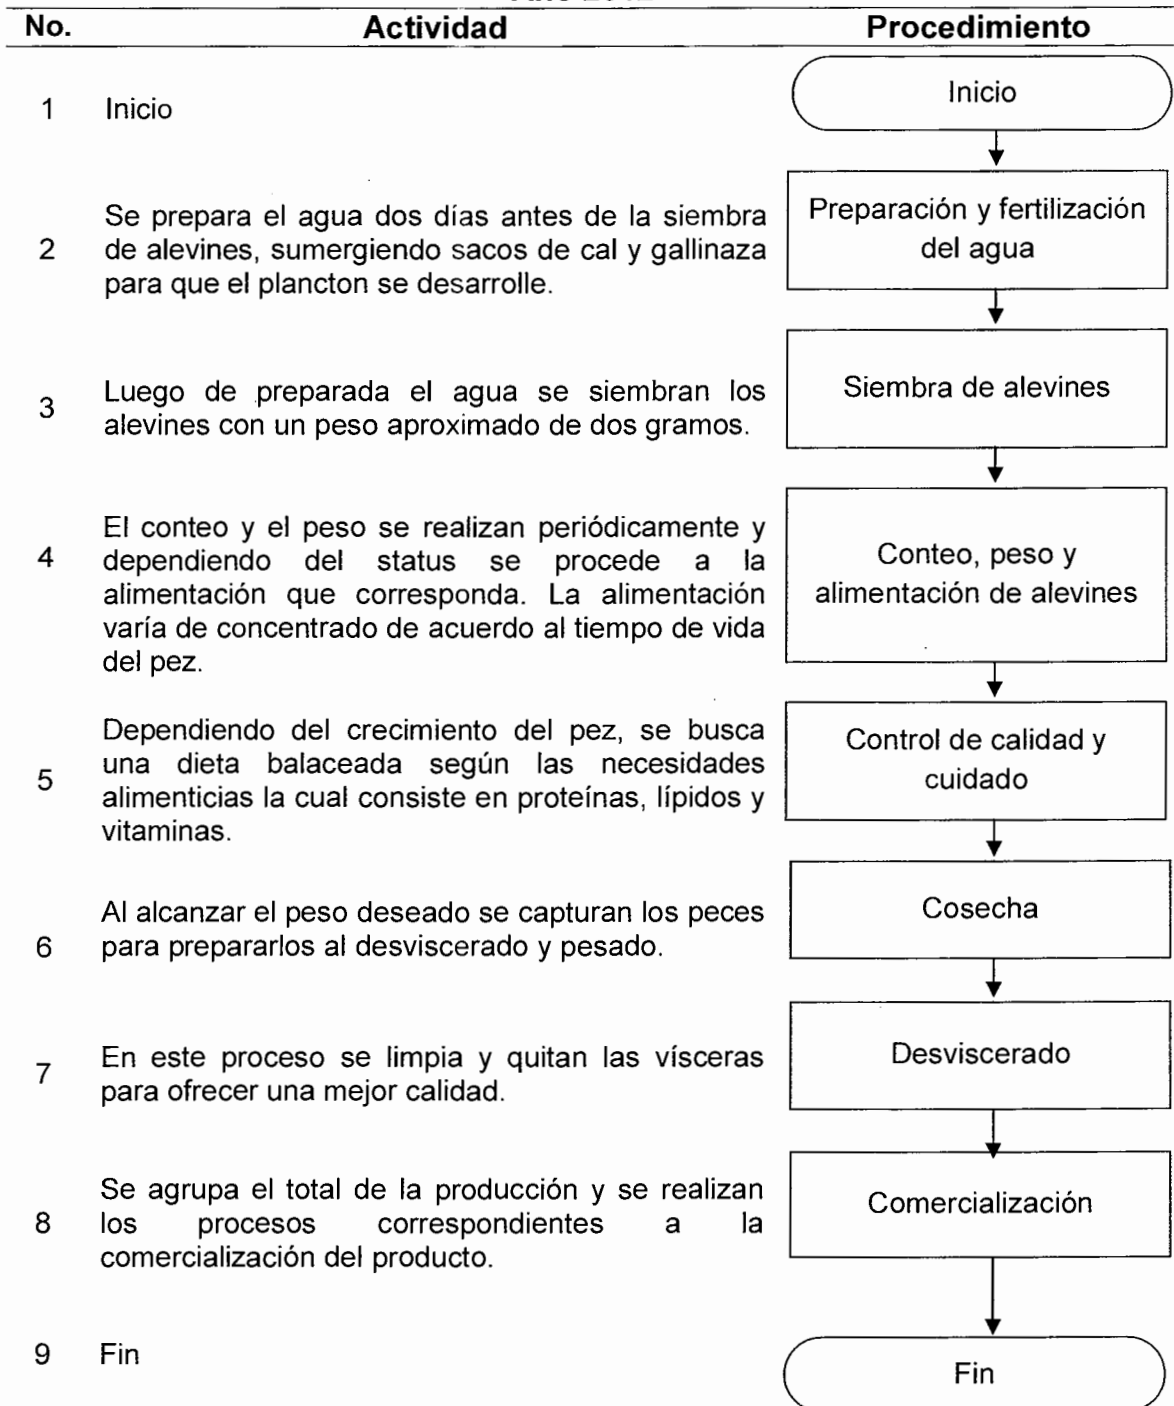 No. Actividad Procedimiento
1 Inicio
Inicio
2
Se prepara el agua dos días antes de la siembra
de alevines, sumergiendo sacos de cal y gallinaza
para que el plancton se desarrolle.
Preparación y fertilización
del agua
3
Luego de preparada el agua se siembran los
alevines con un peso aproximado de dos gramos.
Siembra de alevines
4
El conteo y el peso se realizan periódicamente y
dependiendo del status se procede a la
alimentación que corresponda. La alimentación
varía de concentrado de acuerdo al tiempo de vida
del pez.
Conteo, peso y
alimentación de alevines
5
Dependiendo del crecimiento del pez, se busca
una dieta balaceada según las necesidades
alimenticias la cual consiste en proteínas, lípidos y
vitaminas.
Control de calidad y
cuidado
6
Al alcanzar el peso deseado se capturan los peces
para prepararlos al desviscerado y pesado.
Cosecha
7
En este proceso se limpia y quitan las vísceras
para ofrecer una mejor calidad.
Desviscerado
8
Se agrupa el total de la producción y se realizan
los procesos correspondientes a la
comercialización del producto.
Comercialización
9 Fin
Fin